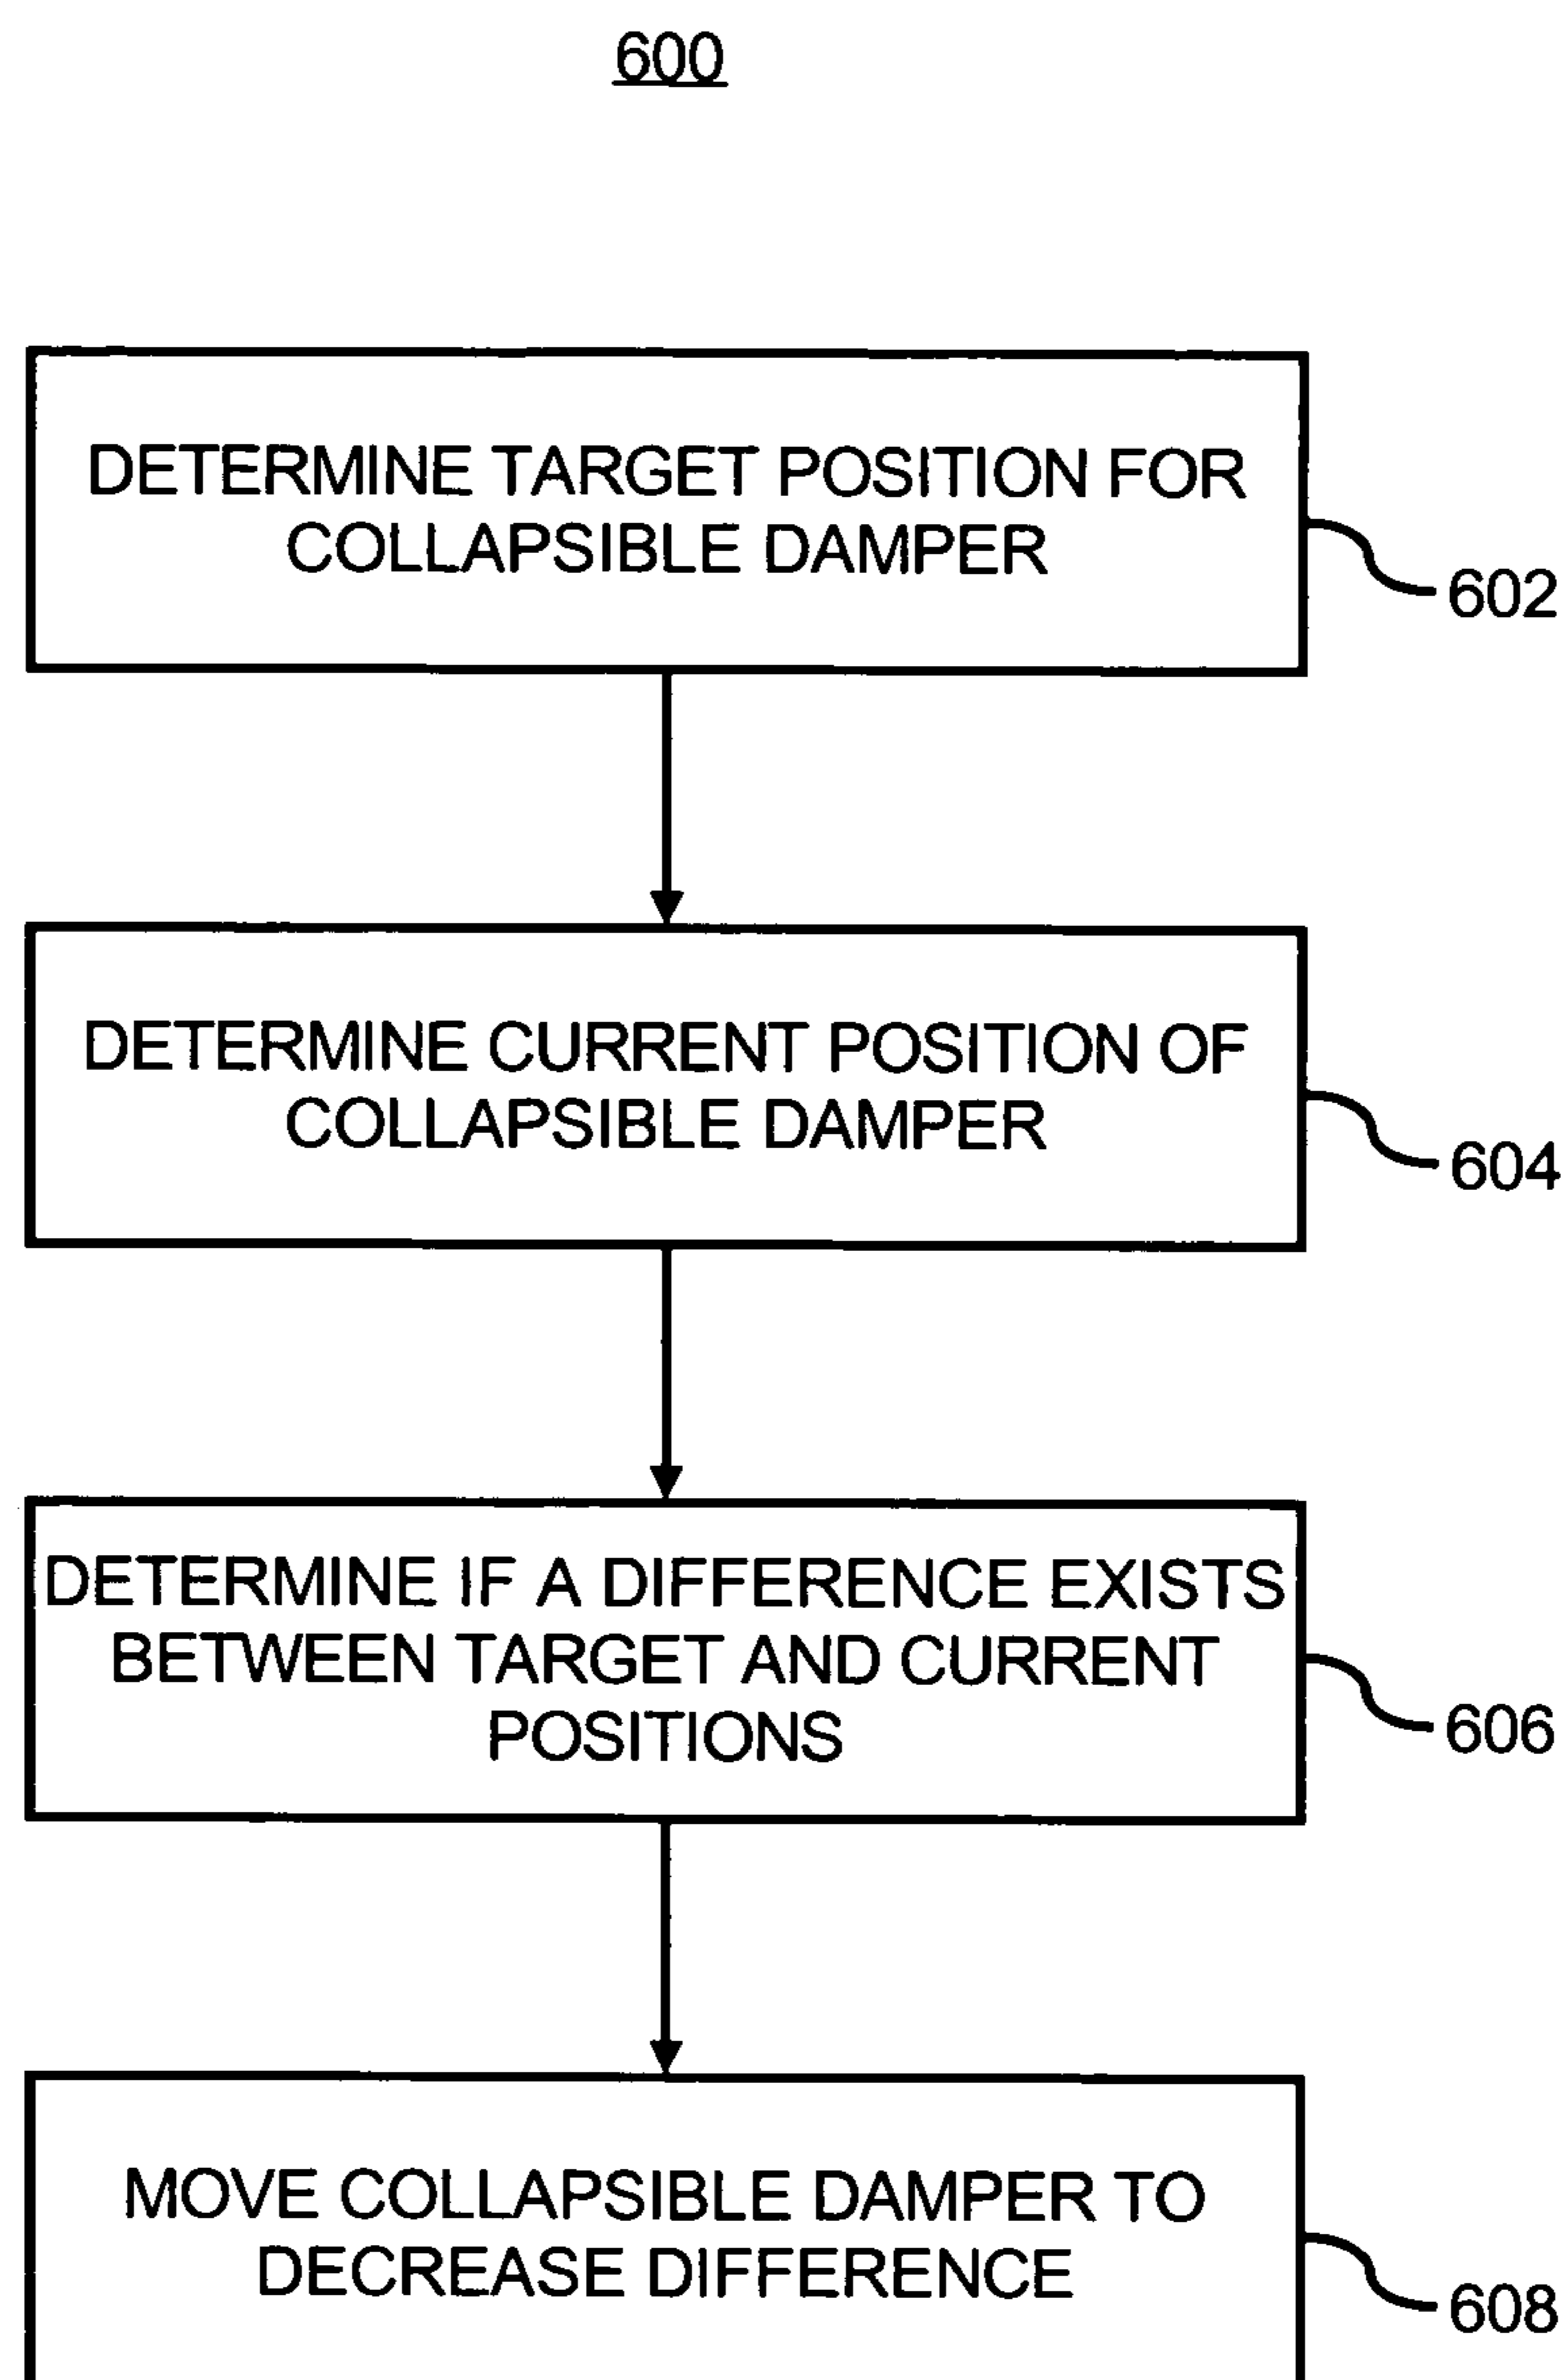 600
DETERMINE TARGET POSITION FOR
COLLAPSIBLE DAMPER
602
DETERMINE CURRENT POSITION OF
COLLAPSIBLE DAMPER
604
DETERMINE IF A DIFFERENCE EXISTS
BETWEEN TARGET AND CURRENT
POSITIONS
606
MOVE COLLAPSIBLE DAMPER TO
DECREASE DIFFERENCE
608